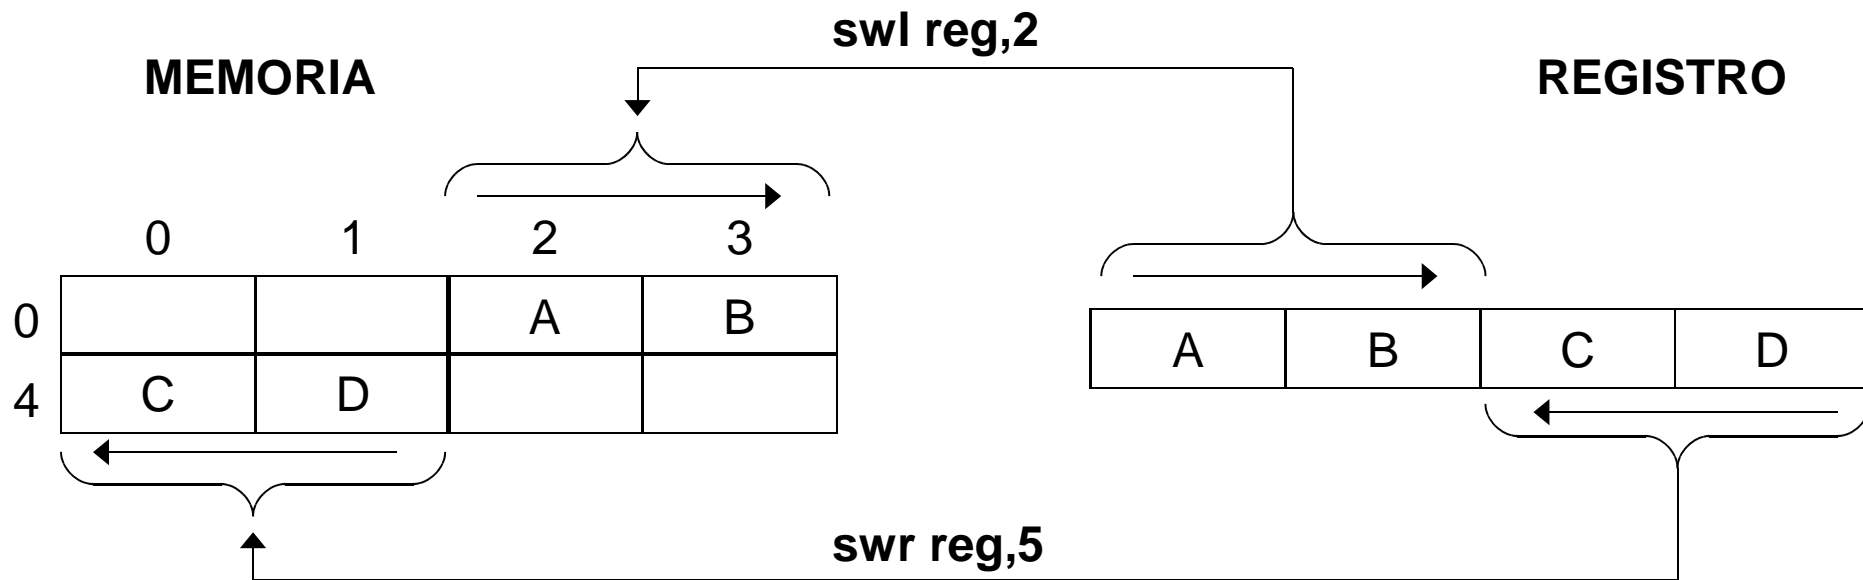 swl reg,2
MEMORIA REGISTRO
0 1 2 3
0 A B
A B C D
4 C D
swr reg,5